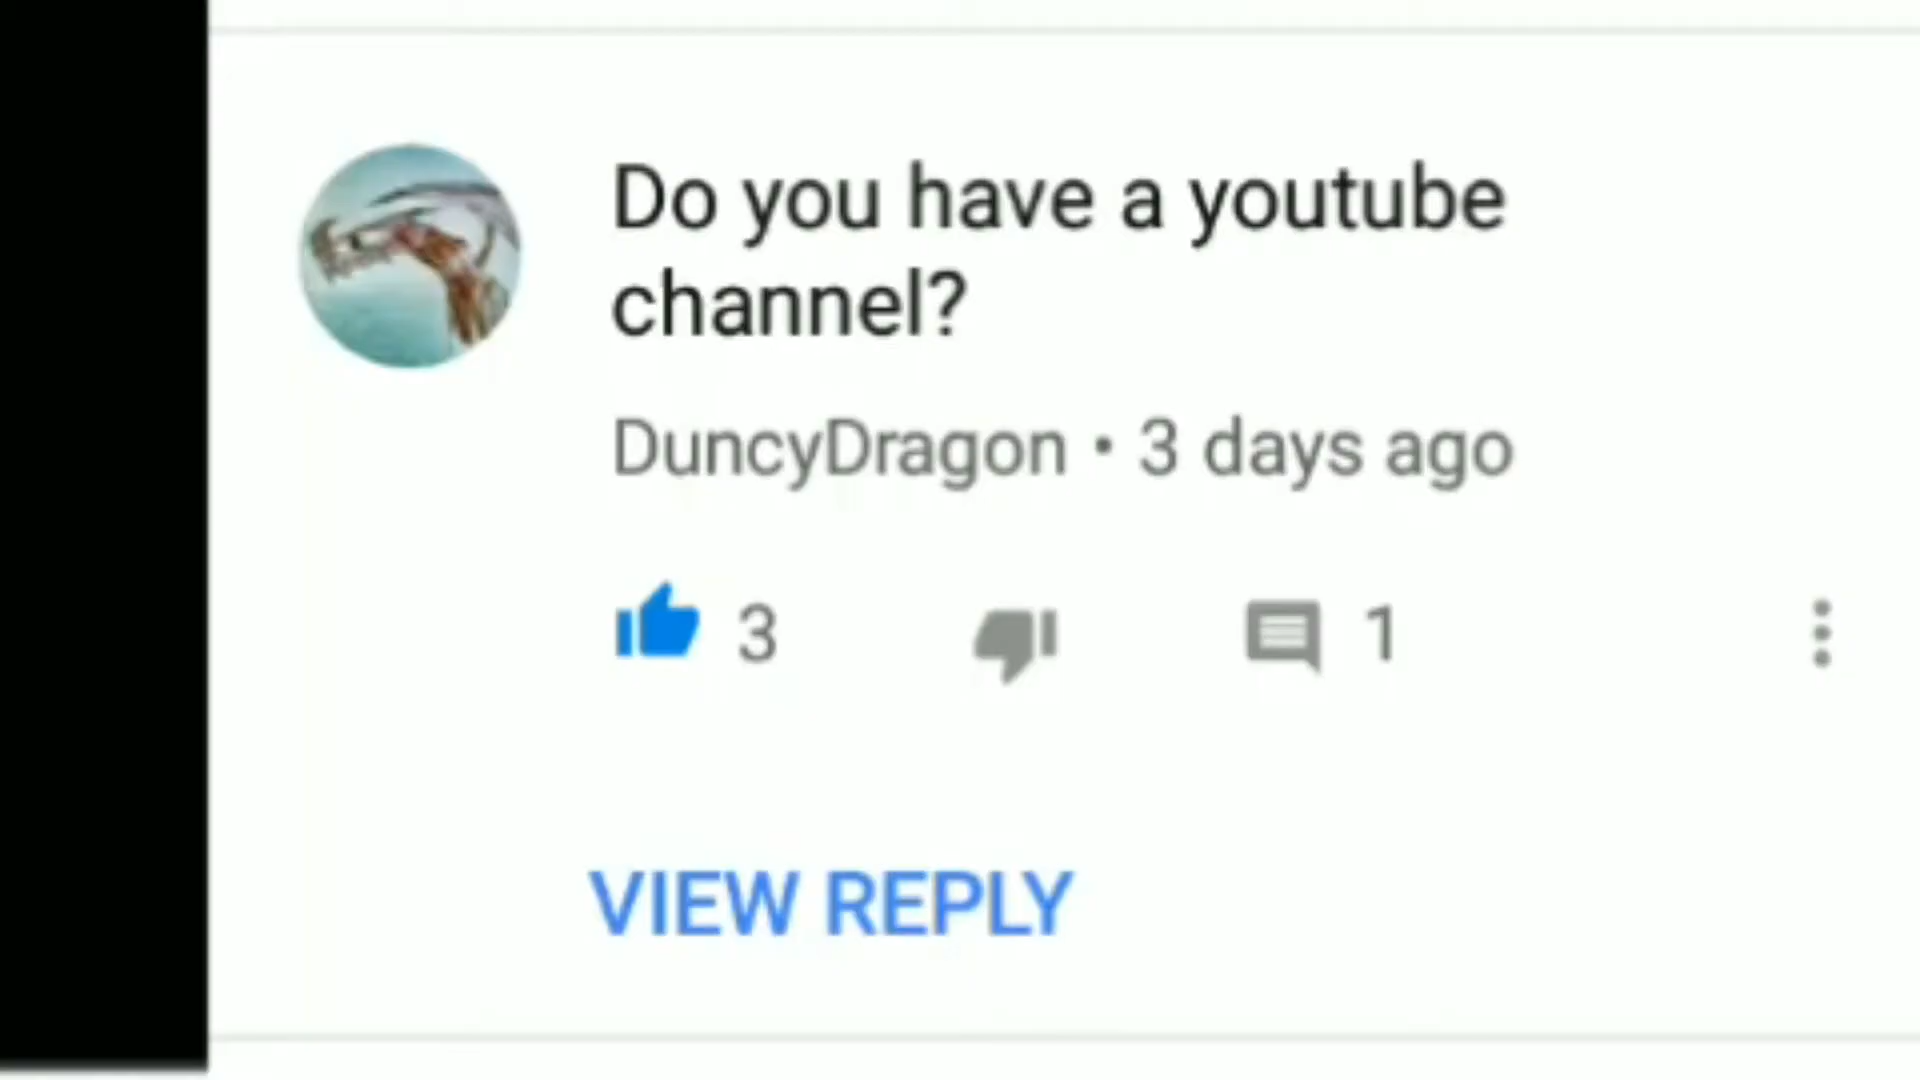 Do you have a youtube
channel?
DuncyDragon • 3 days ago
3 1
VIEW REPLY